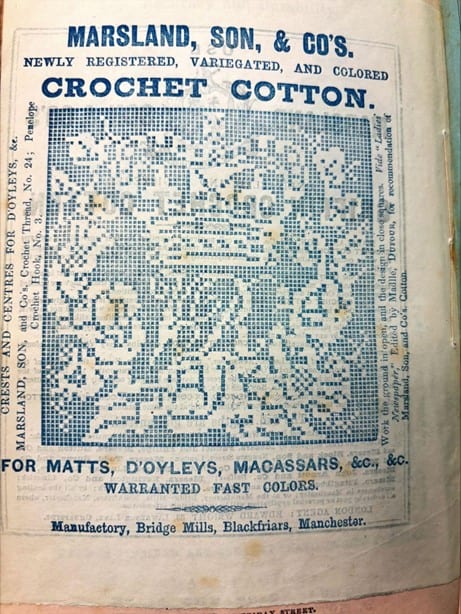 MARSLAND, SON, & CO'S.
NEWLY REGISTERED, VARIEGATED, AND COLORED
CROCHET COTTON.
CRESTS AND CENTRES FOR D'OYLEYS, &c.
MARSLAND, SON, and Co's. Crochet Thread, No. 24; Penelope
Crochet Hook, No. 3.
Work the ground in open, and the design in close squares. Vide "Ladies'
Newspaper," Edited by Madlle, DUFOUR, for recommendation of
Marsland, Son, and Co's. Cotton.
FOR MATTS, D'OYLEYS, MACASSARS, &c., &c.
WARRANTED FAST COLORS.
Manufactory, Bridge Mills, Blackfriars, Manchester.
STREET.